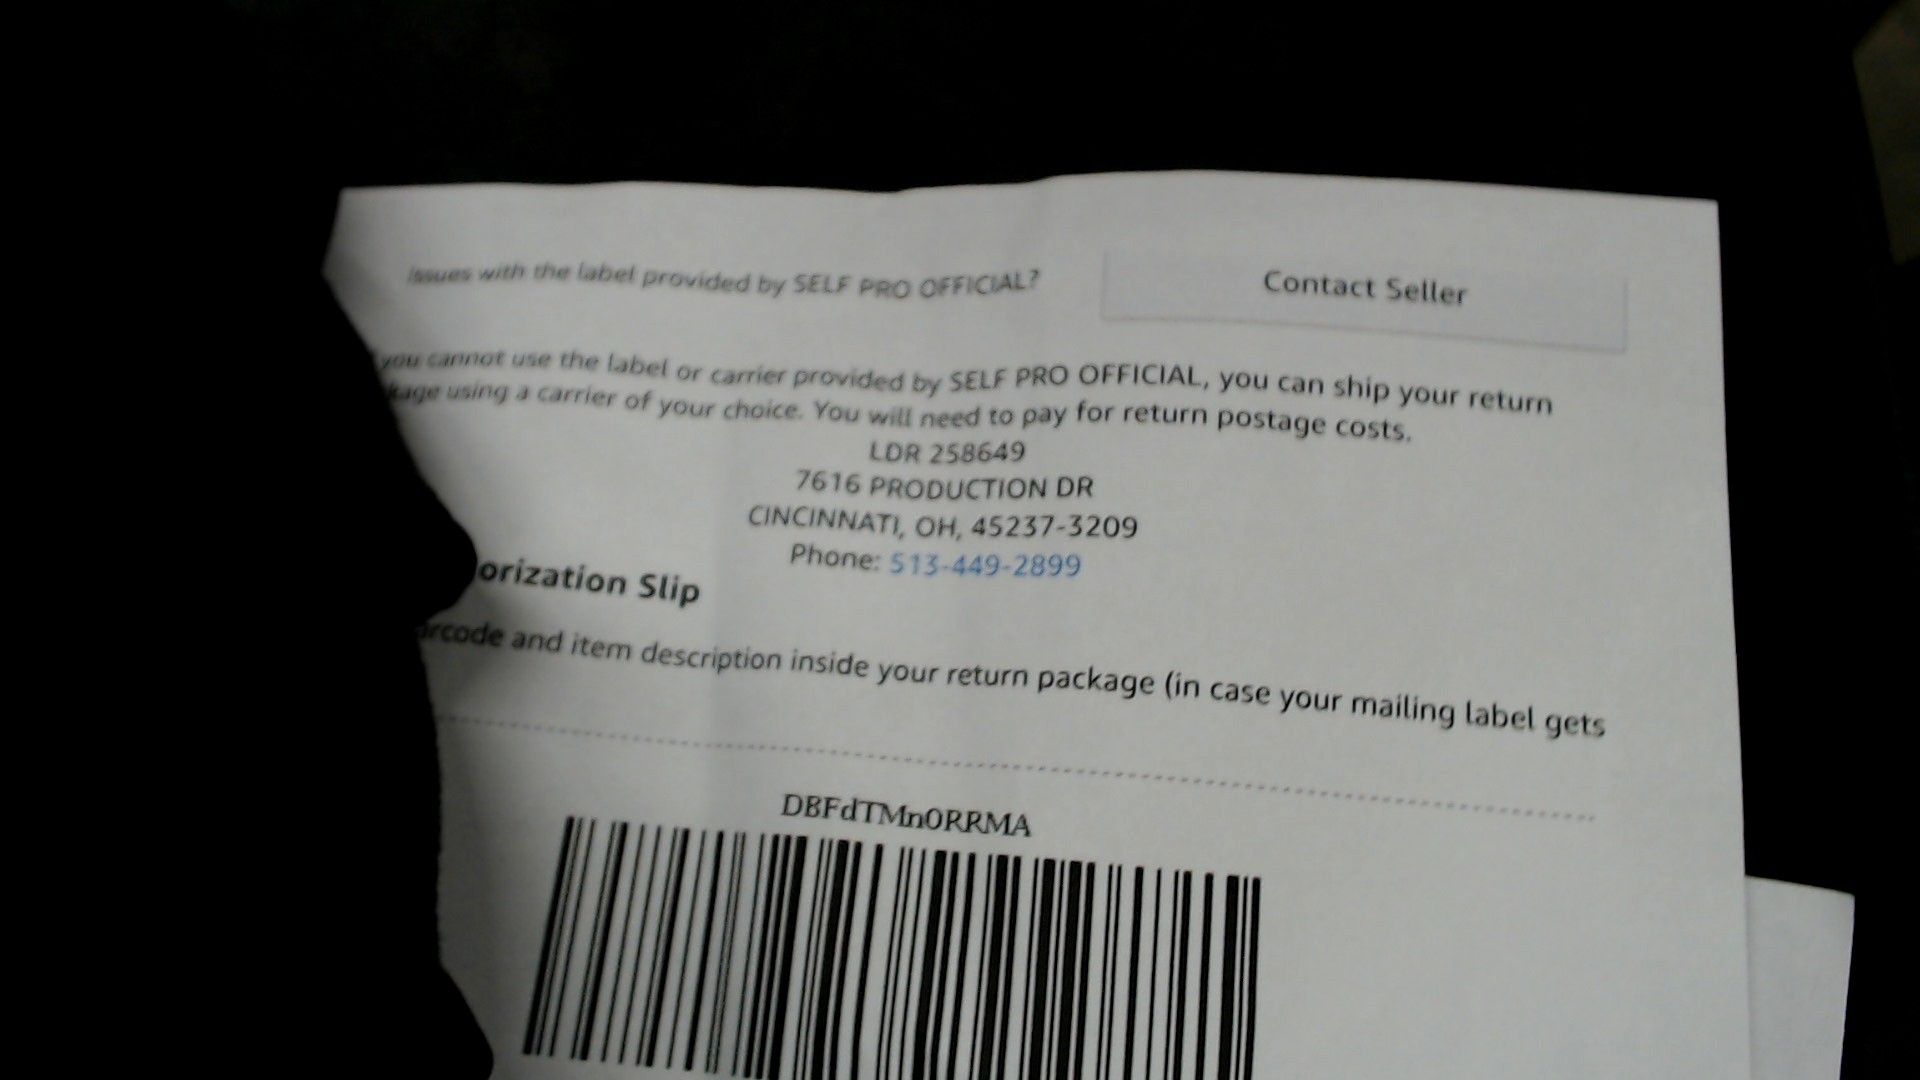 issues with the label provided by SELF PRO OFFICIAL?
Contact Seller
you cannot use the label or carrier provided by SELF PRO OFFICIAL, you can ship your return
kage using a carrier of your choice. You will need to pay for return postage costs.
LDR 258649
7616 PRODUCTION DR
CINCINNATI, OH, 45237-3209
Phone: 513-449-2899
orization Slip
arcode and item description inside your return package (in case your mailing label gets
DBFdTMn0RRMA